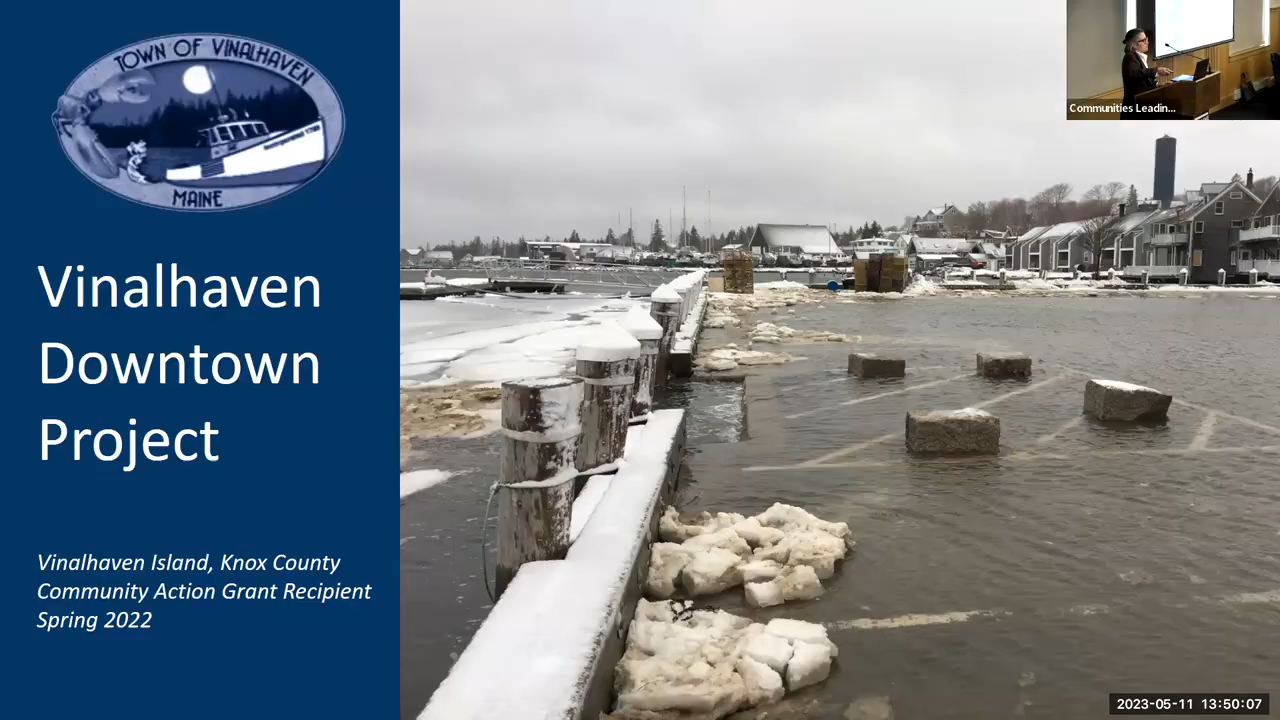 TOWN OF VINALHAVEN
MAINE
Vinalhaven
Downtown
Project
Vinalhaven Island, Knox County
Community Action Grant Recipient
Spring 2022
Communities Leadin...
2023-05-11 13:50:07